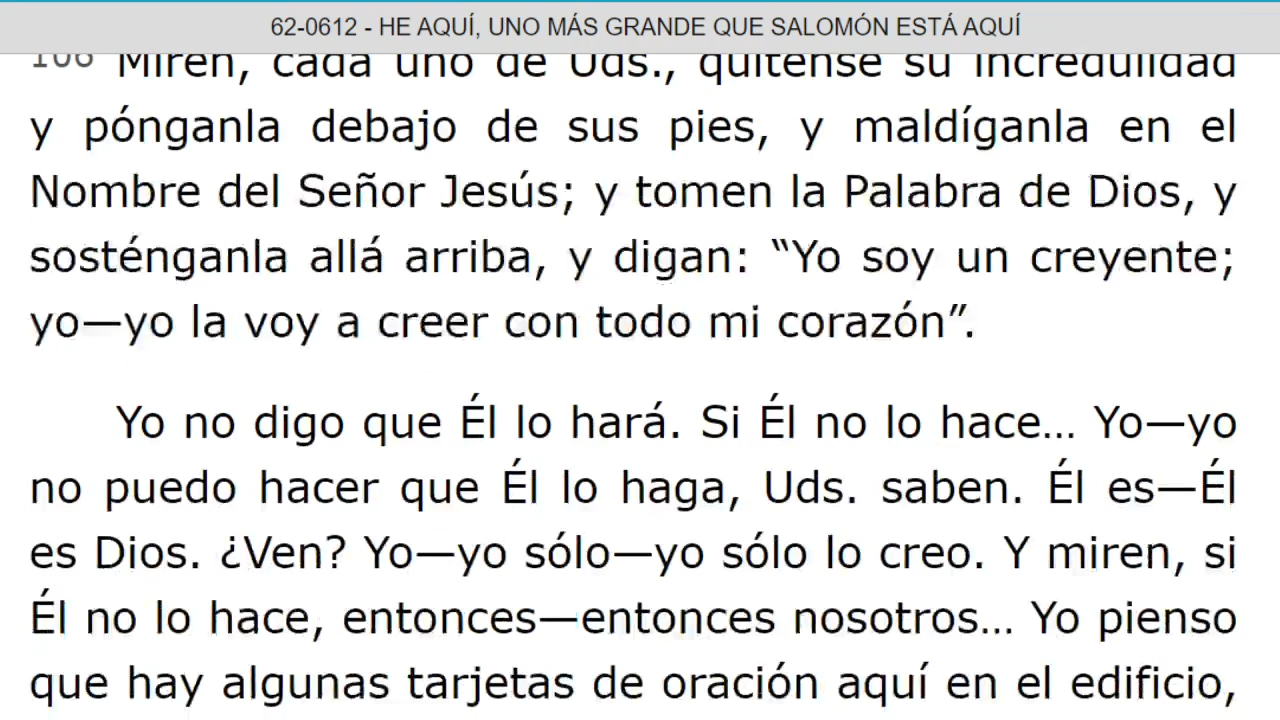 62-0612 - HE AQUÍ, UNO MÁS GRANDE QUE SALOMÓN ESTÁ AQUÍ
106 Miren, cada uno de Uds., quítense su incredulidad
y pónganla debajo de sus pies, y maldíganla en el
Nombre del Señor Jesús; y tomen la Palabra de Dios, y
sosténganla allá arriba, y digan: “Yo soy un creyente;
yo—yo la voy a creer con todo mi corazón”.
Yo no digo que Él lo hará. Si Él no lo hace… Yo—yo
no puedo hacer que Él lo haga, Uds. saben. Él es—Él
es Dios. ¿Ven? Yo—yo sólo—yo sólo lo creo. Y miren, si
Él no lo hace, entonces—entonces nosotros… Yo pienso
que hay algunas tarjetas de oración aquí en el edificio,